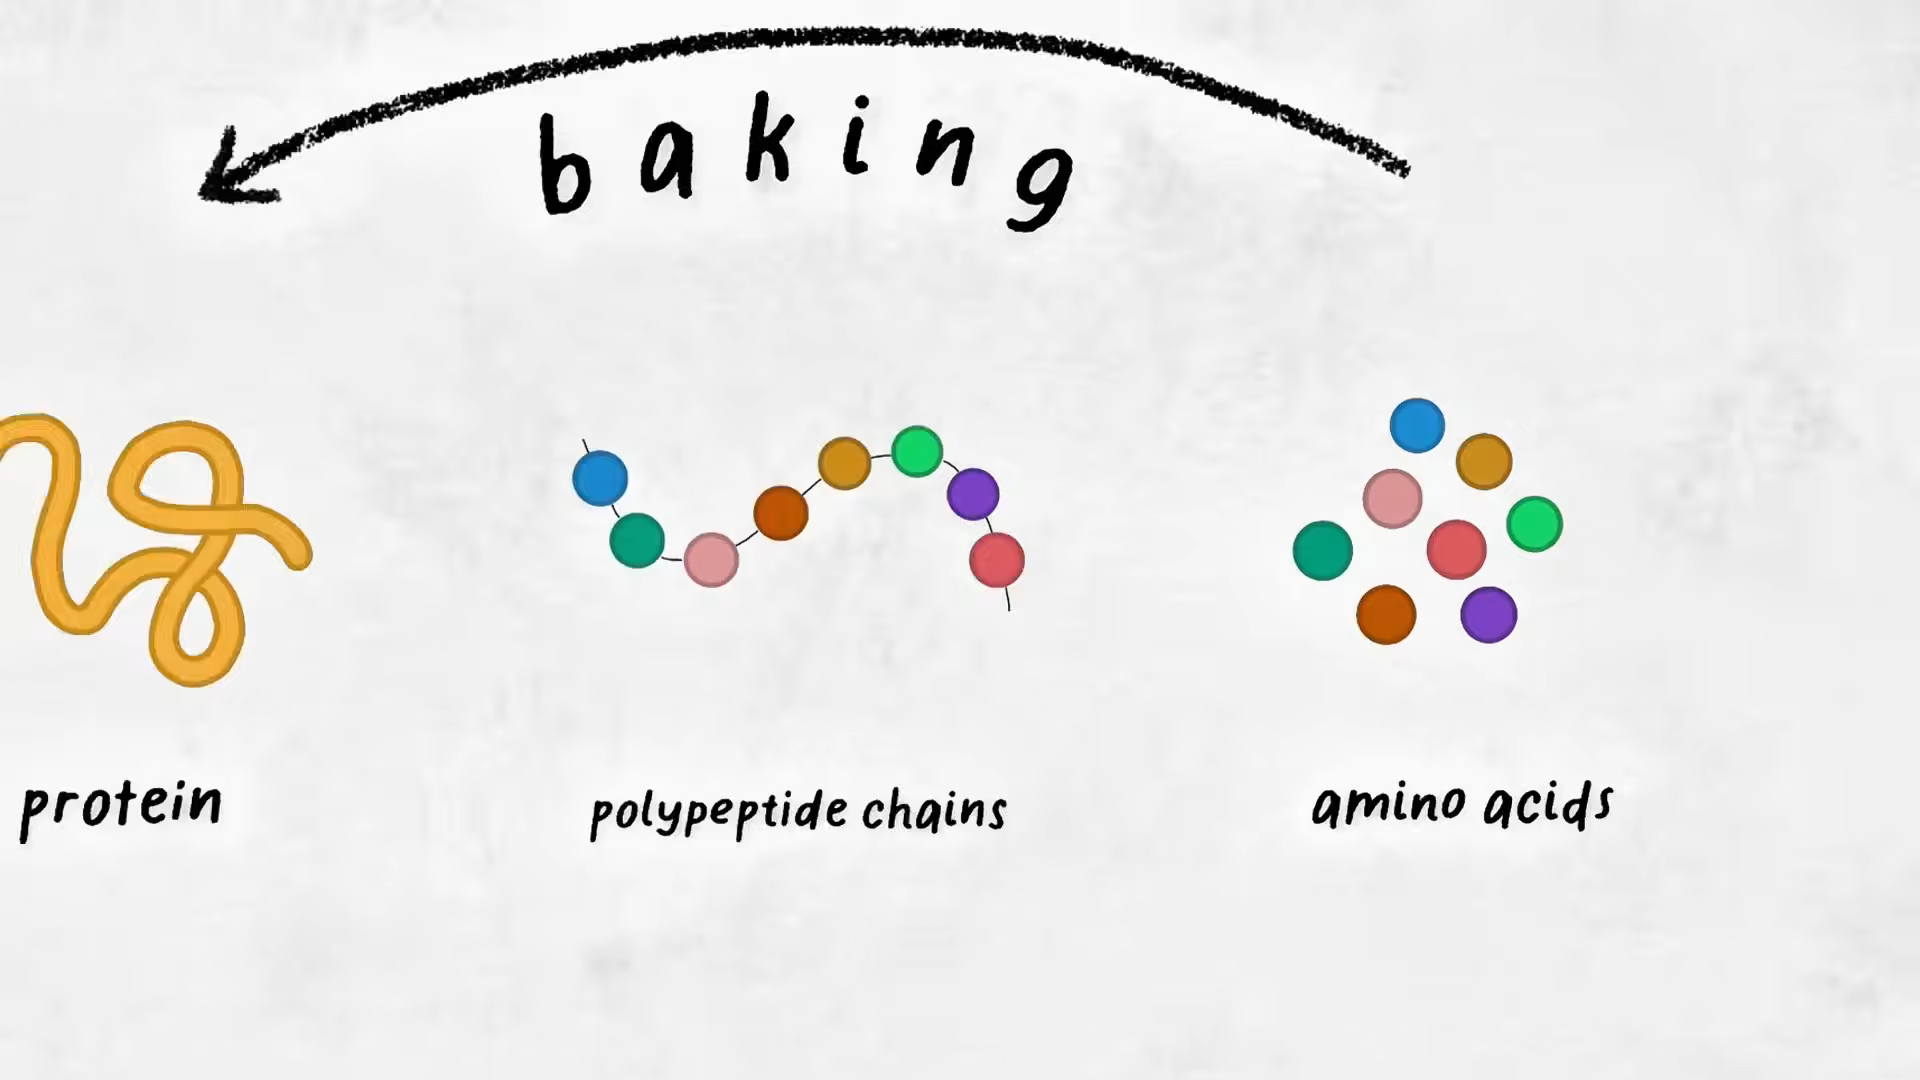 baking
protein
polypeptide chains
amino acids